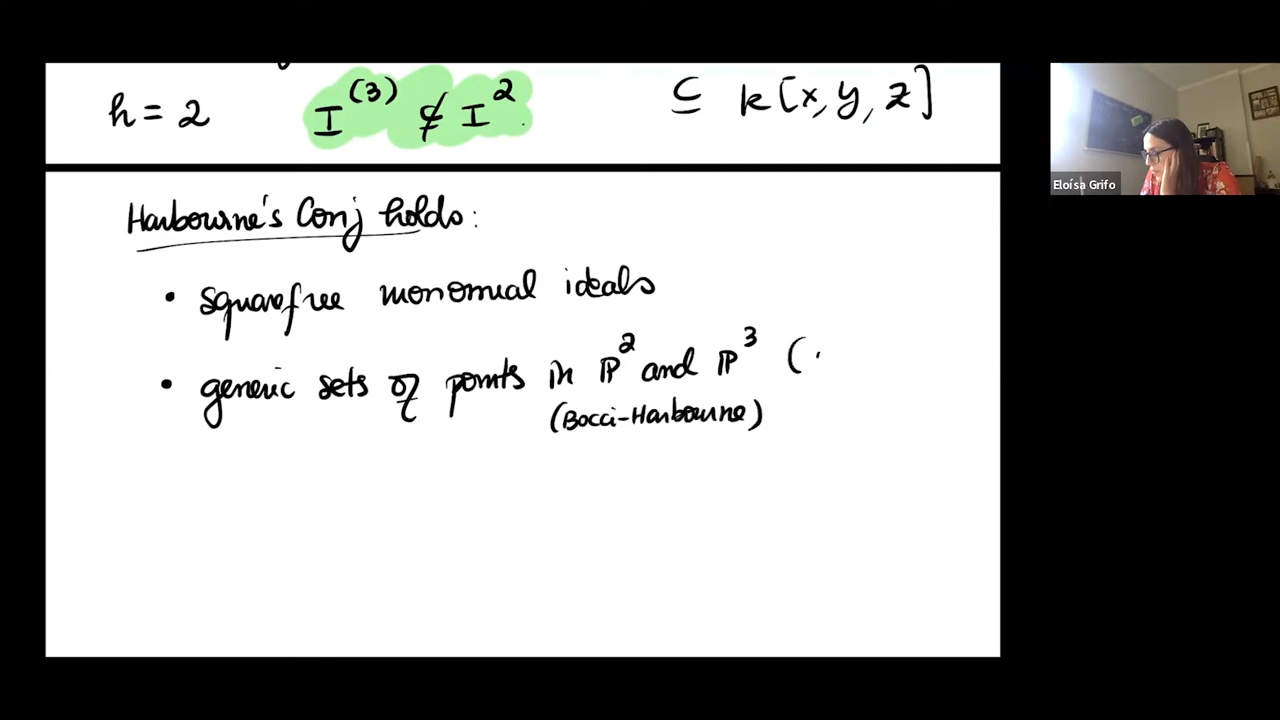 h = 2 I^(3) ⊄ I^2. ⊆ k[x, y, z]
Harbourne's Conj holds:
• squarefree monomial ideals
• generic sets of points in ℙ^2 and ℙ^3 (
(Bocci-Harbourne)
Eloísa Grifo